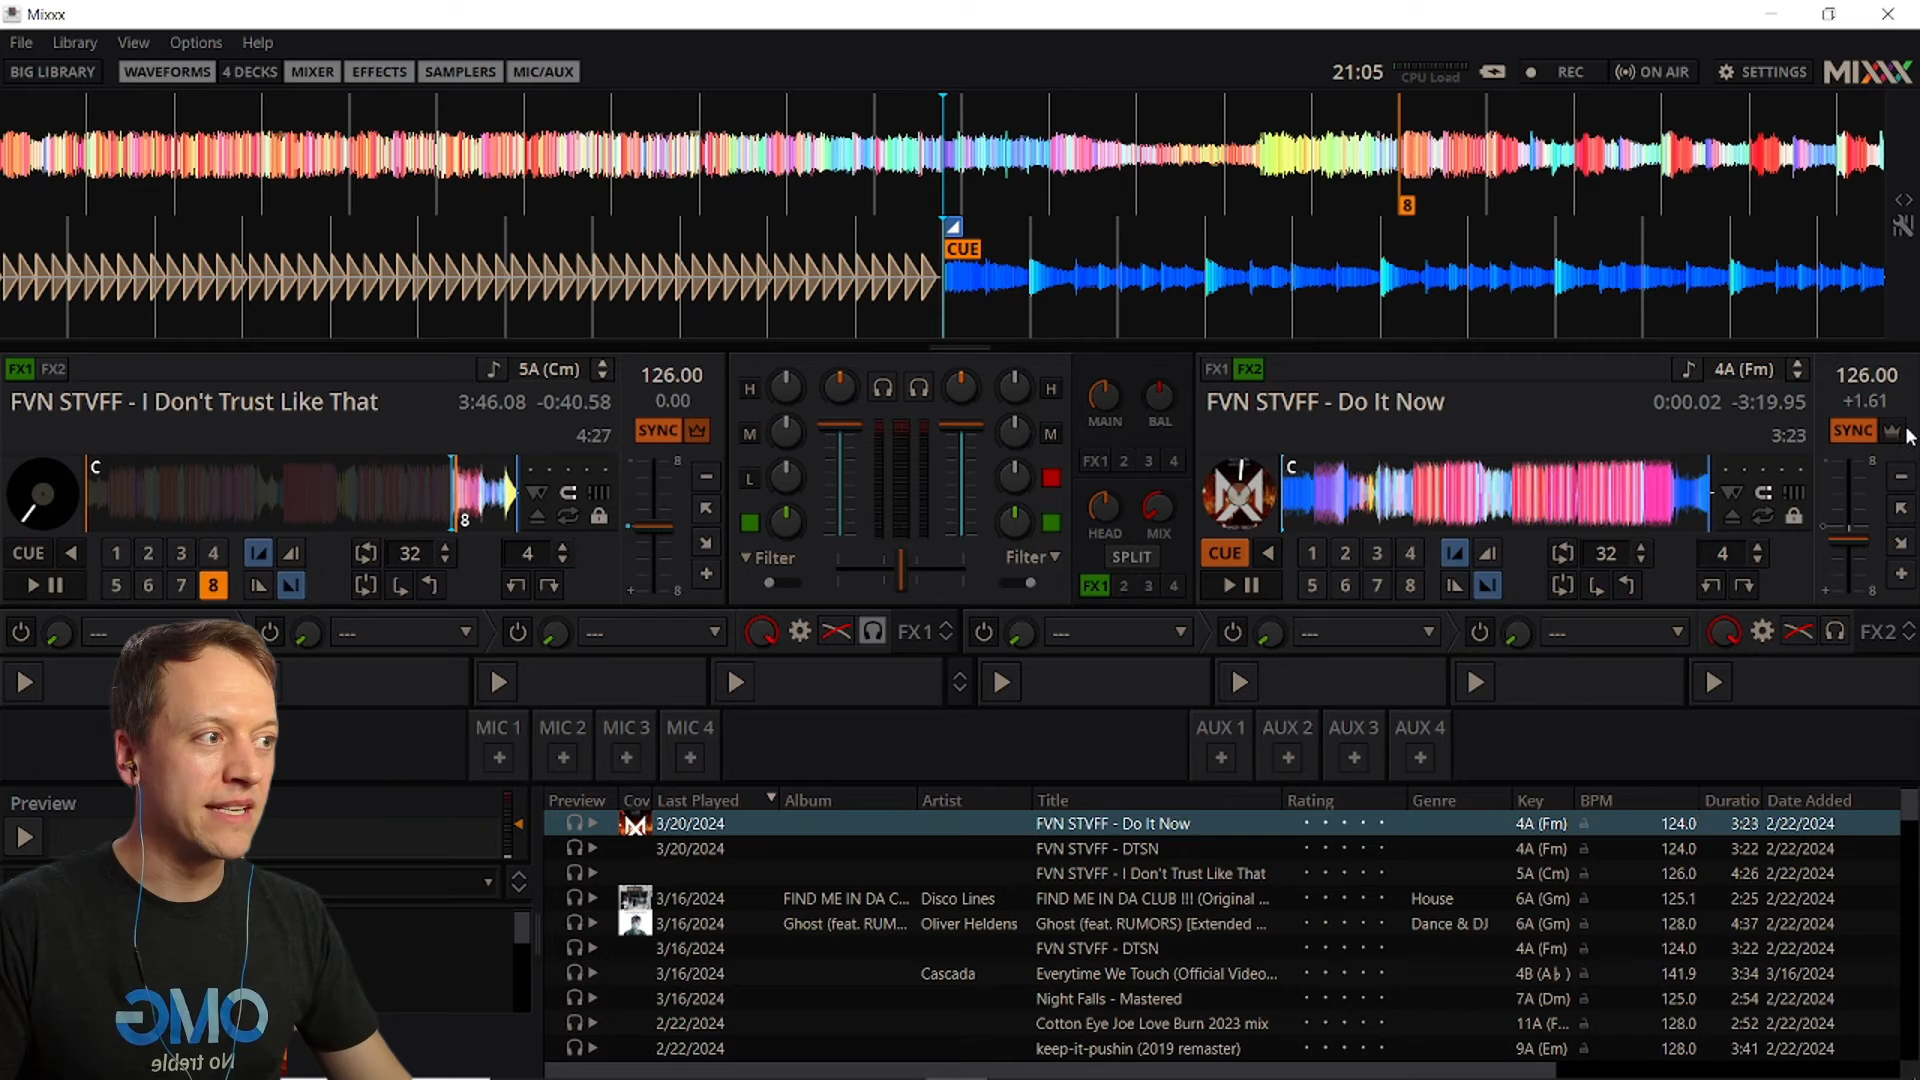 Mixxx
File Library View Options Help
BIG LIBRARY WAVEFORMS 4 DECKS MIXER EFFECTS SAMPLERS MIC/AUX 21:05 CPU Load REC ON AIR SETTINGS MIXXX
8
CUE
FX1 FX2 5A (Cm) 126.00
FVN STVFF - I Don't Trust Like That 3:46.08 -0:40.58 0.00
4:27 SYNC
C 8
8
CUE 1 2 3 4 32 4
5 6 7 8 8
H H
M M
L
Filter Filter
MAIN BAL
FX1 2 3 4
HEAD MIX
SPLIT
FX1 2 3 4
FX1 FX2 4A (Fm) 126.00
FVN STVFF - Do It Now 0:00.02 -3:19.95 +1.61
3:23 SYNC
C 8
CUE 1 2 3 4 32 4
5 6 7 8 8
--- --- --- FX1 --- --- --- FX2
MIC 1 MIC 2 MIC 3 MIC 4 AUX 1 AUX 2 AUX 3 AUX 4
Preview
Preview Cov Last Played Album Artist Title Rating Genre Key BPM Duratio Date Added
3/20/2024 FVN STVFF - Do It Now 4A (Fm) 124.0 3:23 2/22/2024
3/20/2024 FVN STVFF - DTSN 4A (Fm) 124.0 3:22 2/22/2024
FVN STVFF - I Don't Trust Like That 5A (Cm) 126.0 4:26 2/22/2024
3/16/2024 FIND ME IN DA C... Disco Lines FIND ME IN DA CLUB !!! (Original ... House 6A (Gm) 125.1 2:25 2/22/2024
3/16/2024 Ghost (feat. RUM... Oliver Heldens Ghost (feat. RUMORS) [Extended ... Dance & DJ 6A (Gm) 128.0 4:37 2/22/2024
3/16/2024 FVN STVFF - DTSN 4A (Fm) 124.0 3:22 2/22/2024
3/16/2024 Cascada Everytime We Touch (Official Video... 4B (A♭) 141.9 3:34 3/16/2024
3/16/2024 Night Falls - Mastered 7A (Dm) 125.0 2:54 2/22/2024
2/22/2024 Cotton Eye Joe Love Burn 2023 mix 11A (F... 128.0 2:52 2/22/2024
2/22/2024 keep-it-pushin (2019 remaster) 9A (Em) 128.0 3:41 2/22/2024
OMG
No treble